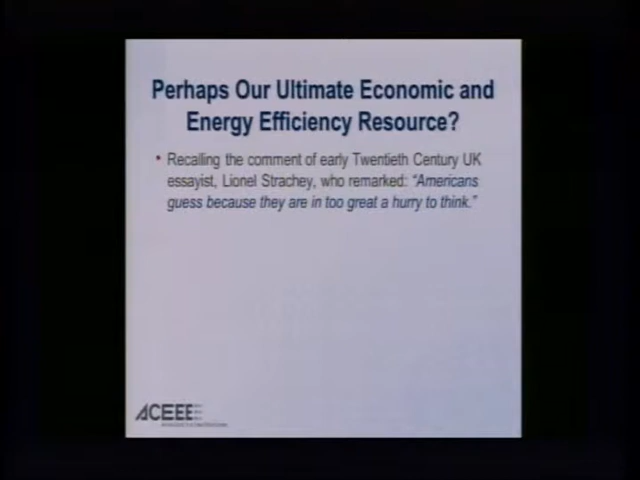 Perhaps Our Ultimate Economic and
Energy Efficiency Resource?
• Recalling the comment of early Twentieth Century UK
essayist, Lionel Strachey, who remarked: “Americans
guess because they are in too great a hurry to think.”
ACEEE